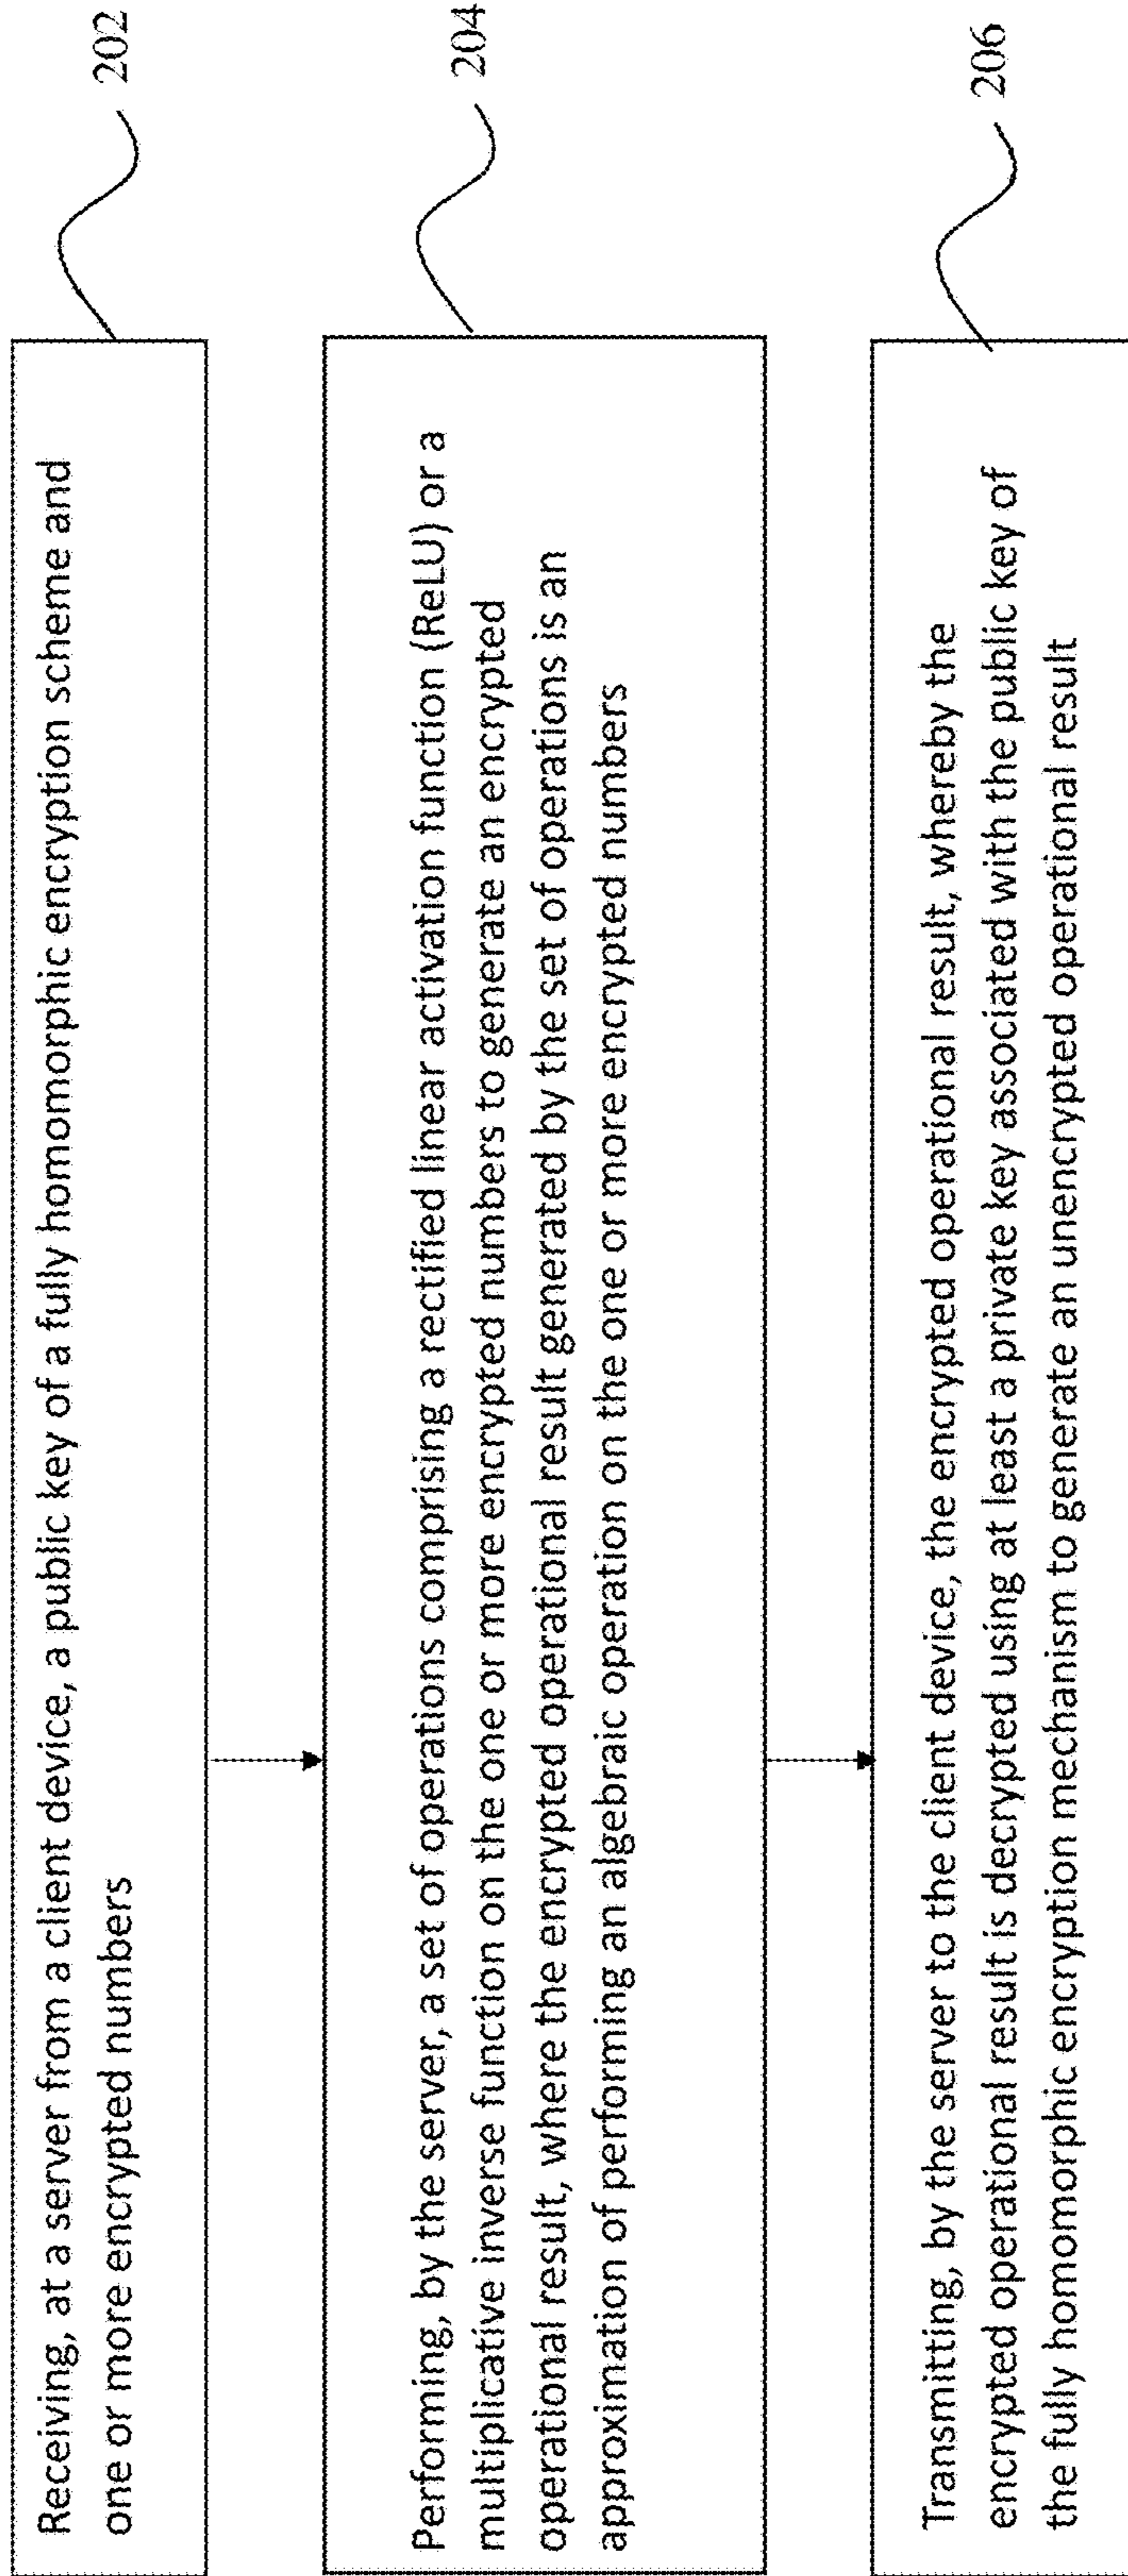 Receiving, at a server from a client device, a public key of a fully homomorphic encryption scheme and
one or more encrypted numbers
202
Performing, by the server, a set of operations comprising a rectified linear activation function (ReLU) or a
multiplicative inverse function on the one or more encrypted numbers to generate an encrypted
operational result, where the encrypted operational result generated by the set of operations is an
approximation of performing an algebraic operation on the one or more encrypted numbers
204
Transmitting, by the server to the client device, the encrypted operational result, whereby the
encrypted operational result is decrypted using at least a private key associated with the public key of
the fully homomorphic encryption mechanism to generate an unencrypted operational result
206